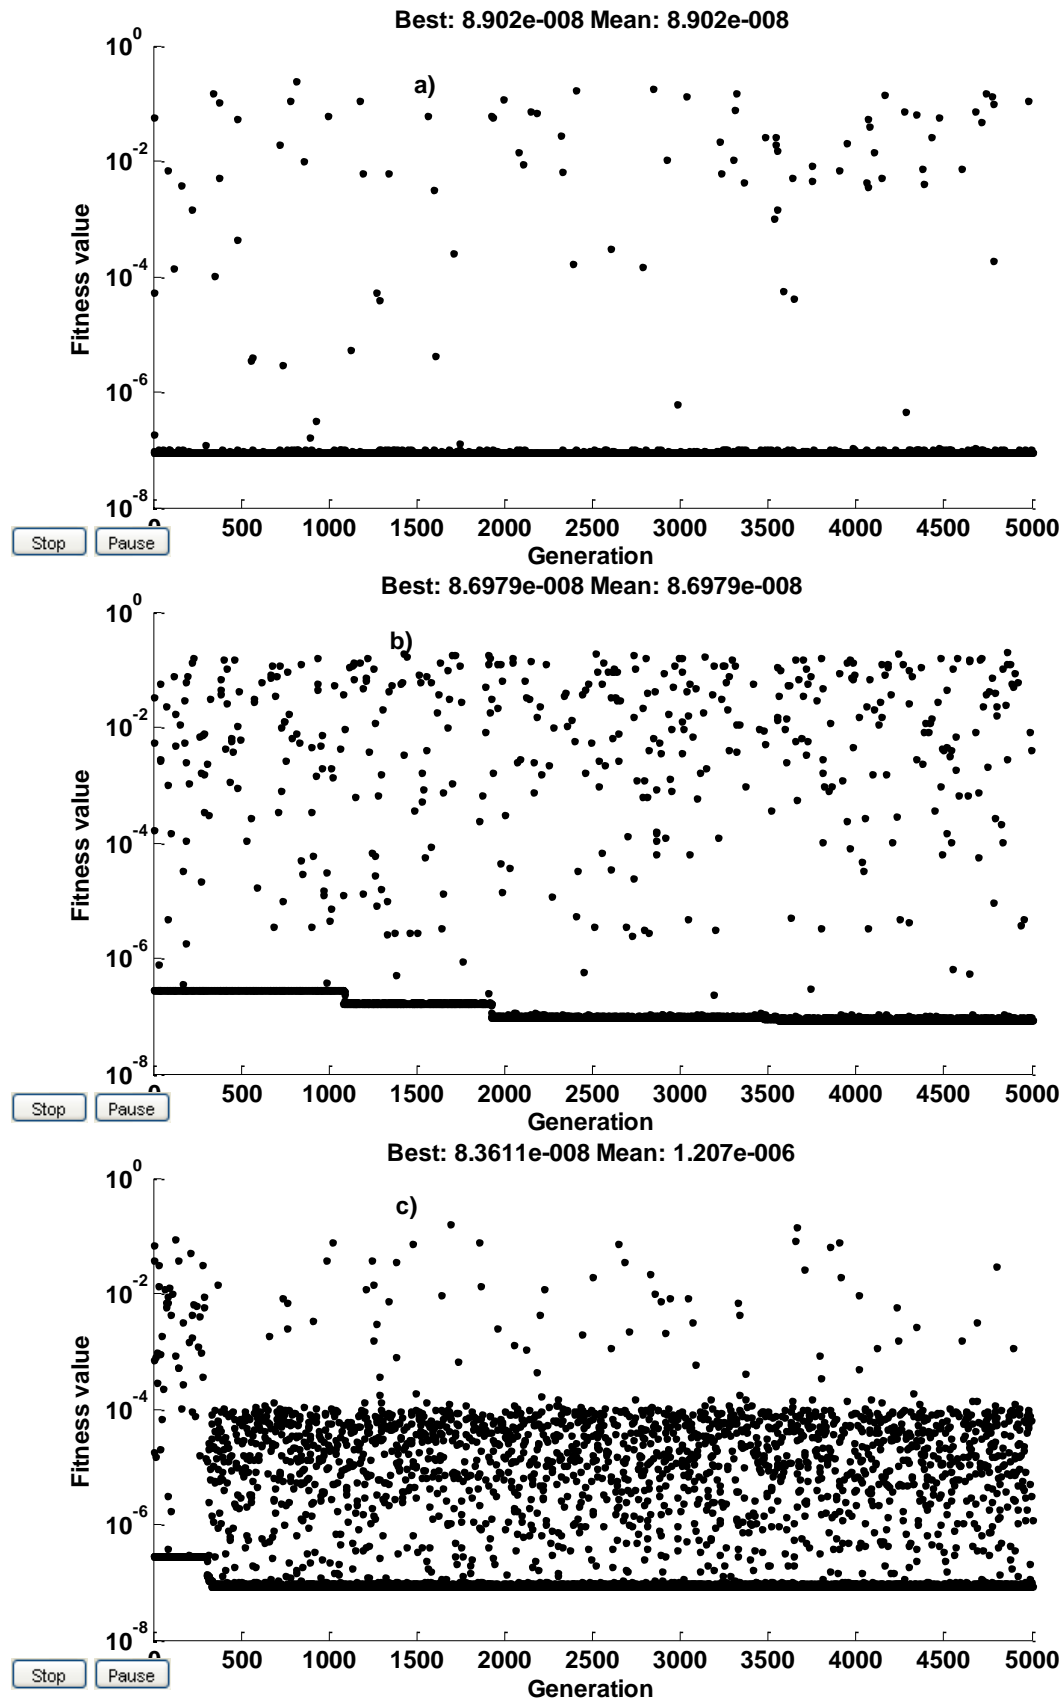 Best: 8.902e-008 Mean: 8.902e-008
a)
10^0
10^-2
10^-4
10^-6
10^-8
Fitness value
0 500 1000 1500 2000 2500 3000 3500 4000 4500 5000
Generation
Stop Pause
Best: 8.6979e-008 Mean: 8.6979e-008
b)
10^0
10^-2
10^-4
10^-6
10^-8
Fitness value
0 500 1000 1500 2000 2500 3000 3500 4000 4500 5000
Generation
Stop Pause
Best: 8.3611e-008 Mean: 1.207e-006
c)
10^0
10^-2
10^-4
10^-6
10^-8
Fitness value
0 500 1000 1500 2000 2500 3000 3500 4000 4500 5000
Generation
Stop Pause